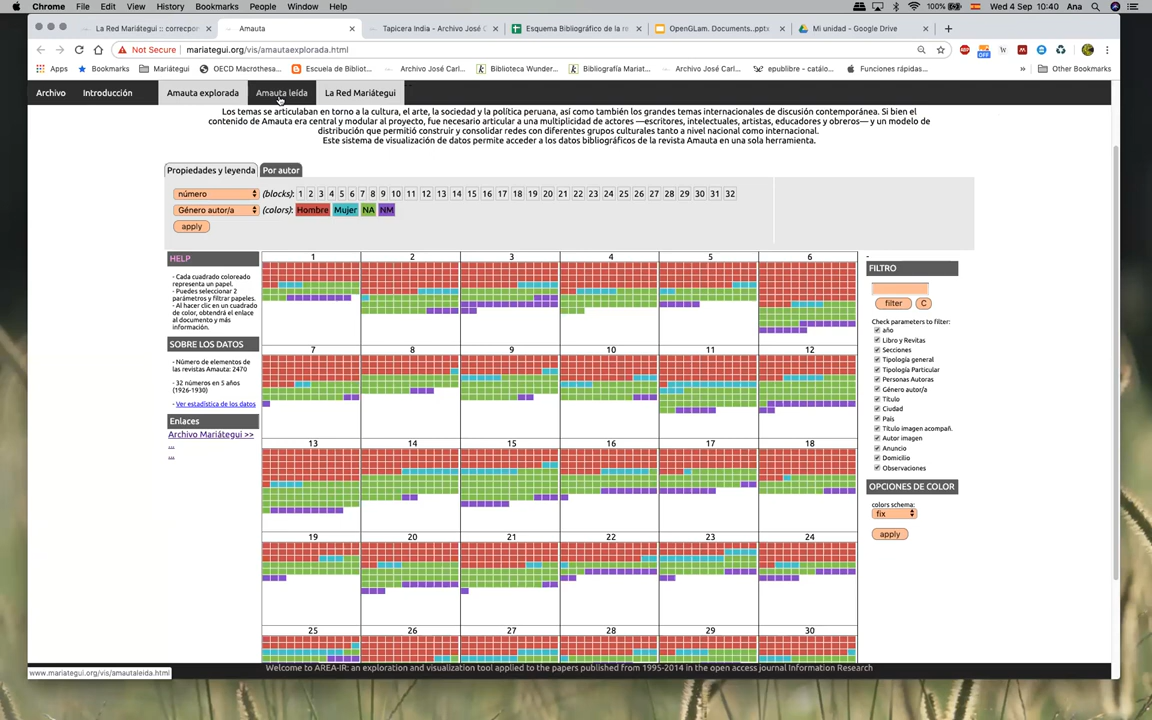 Chrome File Edit View History Bookmarks People Window Help 100% Wed 4 Sep 10:40 Ana
La Red Mariátegui :: correspor Amauta Tapicera India - Archivo José C Esquema Bibliográfico de la re OpenGLam. Documents..pptx Mi unidad - Google Drive
Not Secure mariategui.org/vis/amautaexplorada.html
Apps Bookmarks Mariátegui OECD Macrothesa... Escuela de Bibliot... Archivo José Carl... Biblioteca Wunder... Bibliografía Mariat... Archivo José Carl... epublibre - catálo... Funciones rápidas... Other Bookmarks
Archivo Introducción Amauta explorada Amauta leída La Red Mariátegui
Los temas se articulaban en torno a la cultura, el arte, la sociedad y la política peruana, así como también los grandes temas internacionales de discusión contemporánea. Si bien el
contenido de Amauta era central y modular al proyecto, fue necesario articular a una multiplicidad de actores —escritores, intelectuales, artistas, educadores y obreros— y un modelo de
distribución que permitió construir y consolidar redes con diferentes grupos culturales tanto a nivel nacional como internacional.
Este sistema de visualización de datos permite acceder a los datos bibliográficos de la revista Amauta en una sola herramienta.
Propiedades y leyenda Por autor
número (blocks): 1 2 3 4 5 6 7 8 9 10 11 12 13 14 15 16 17 18 19 20 21 22 23 24 25 26 27 28 29 30 31 32
Género autor/a (colors): Hombre Mujer NA NM
apply
HELP
- Cada cuadrado coloreado
representa un papel.
- Puedes seleccionar 2
parámetros y filtrar papeles.
- Al hacer clic en un cuadrado
de color, obtendrá el enlace
al documento y más
información.
SOBRE LOS DATOS
- Número de elementos de
las revistas Amauta: 2470
- 32 números en 5 años
(1926-1930)
- Ver estadística de los datos
Enlaces
Archivo Mariátegui >>
...
...
1 2 3 4 5 6
7 8 9 10 11 12
13 14 15 16 17 18
19 20 21 22 23 24
25 26 27 28 29 30
-
FILTRO
filter C
Check parameters to filter:
año
Libro y Revitas
Secciones
Tipología general
Tipología Particular
Personas Autoras
Género autor/a
Título
Ciudad
País
Título imagen acompañ.
Autor imagen
Anuncio
Domicilio
Observaciones
OPCIONES DE COLOR
colors schema:
fix
apply
Welcome to AREA-IR: an exploration and visualization tool applied to the papers published from 1995-2014 in the open access journal Information Research
www.mariategui.org/vis/amautaleida.html